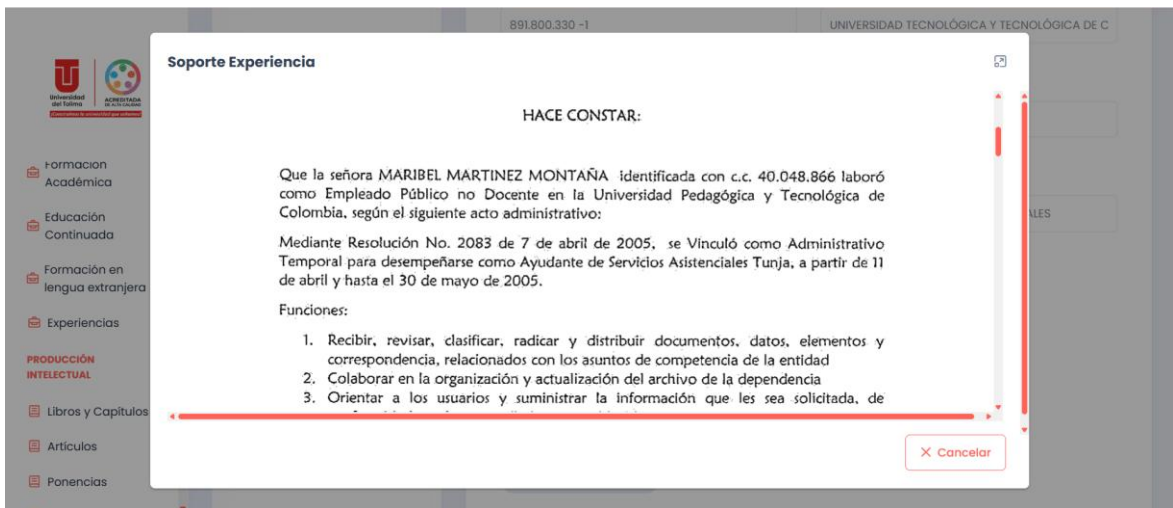 891.800.330 -1
UNIVERSIDAD TECNOLÓGICA Y TECNOLÓGICA DE C
Soporte Experiencia
Universidad
del Tolima
ACREDITADA
DE ALTA CALIDAD
HACE CONSTAR:
Formación
Académica
Educación
Continuada
Formación en
lengua extranjera
Experiencias
PRODUCCIÓN
INTELECTUAL
Libros y Capítulos
Artículos
Ponencias
Que la señora MARIBEL MARTINEZ MONTAÑA identificada con c.c. 40.048.866 laboró
como Empleado Público no Docente en la Universidad Pedagógica y Tecnológica de
Colombia, según el siguiente acto administrativo:
Mediante Resolución No. 2083 de 7 de abril de 2005, se Vinculó como Administrativo
Temporal para desempeñarse como Ayudante de Servicios Asistenciales Tunja, a partir de 11
de abril y hasta el 30 de mayo de 2005.
Funciones:
1. Recibir, revisar, clasificar, radicar y distribuir documentos, datos, elementos y
correspondencia, relacionados con los asuntos de competencia de la entidad
2. Colaborar en la organización y actualización del archivo de la dependencia
3. Orientar a los usuarios y suministrar la información que les sea solicitada, de
ALES
Cancelar